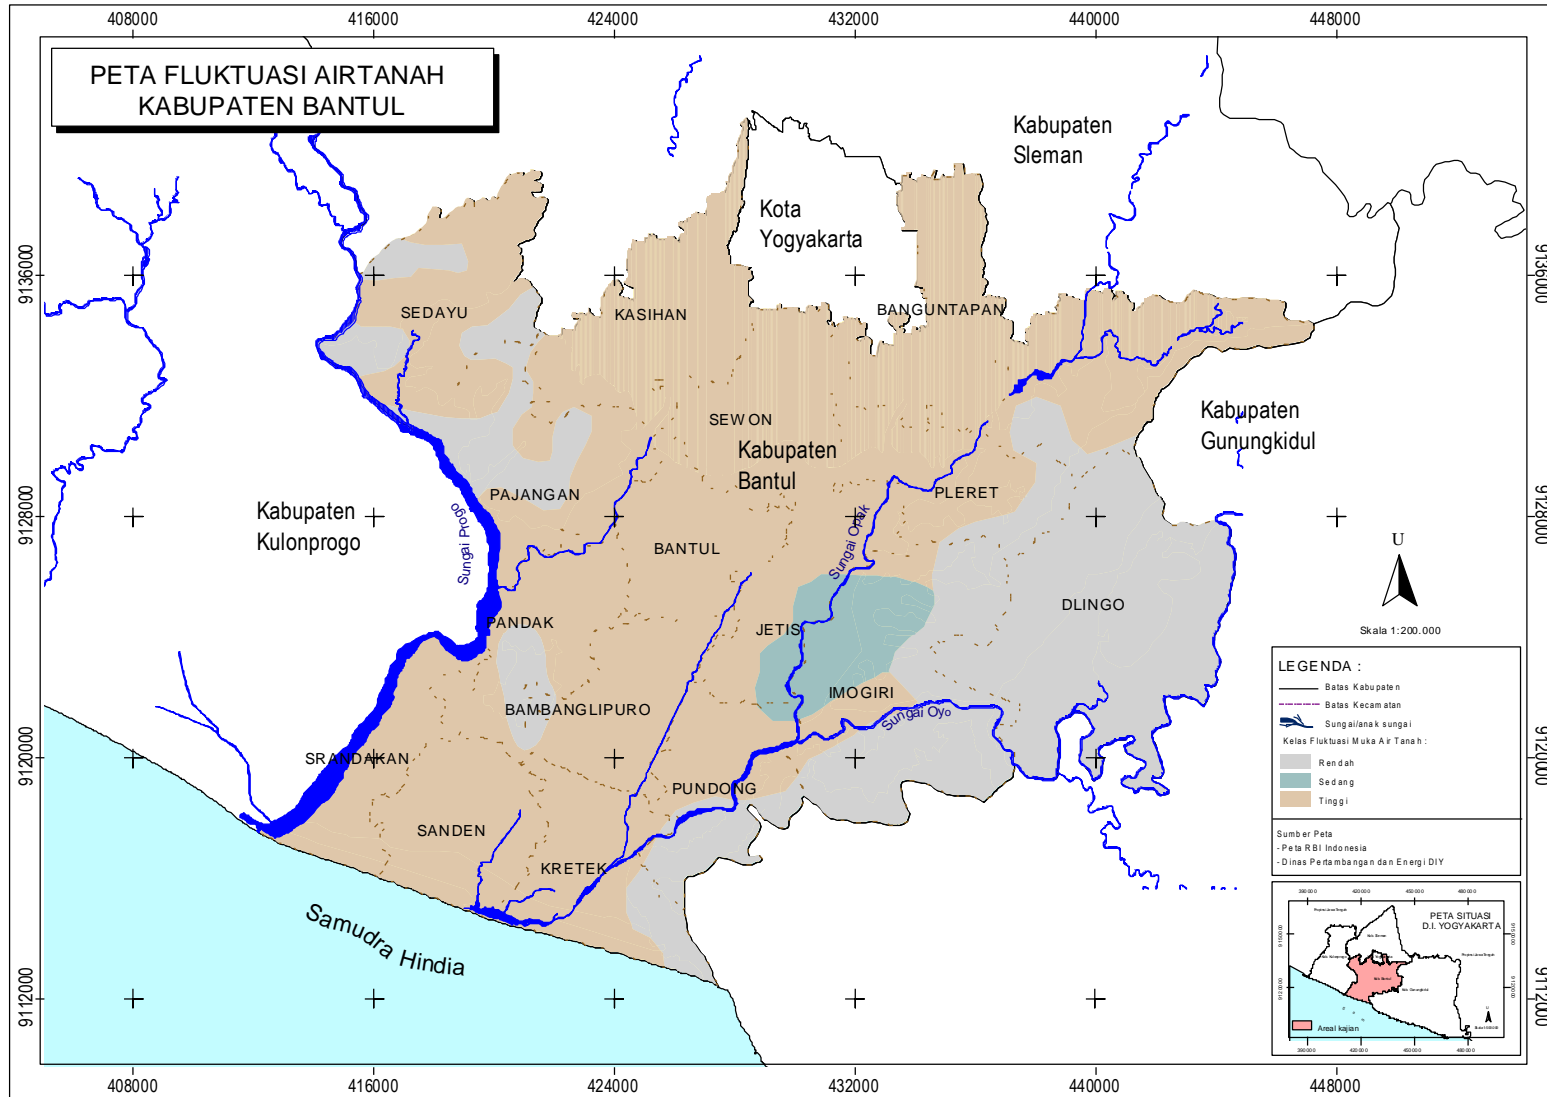 408000
416000
424000
432000
440000
448000
PETA FLUKTUASI AIRTANAH
KABUPATEN BANTUL
Kabupaten
Sleman
Kota
Yogyakarta
9136000
9136000
SEDAYU
KASIHAN
BANGUNTAPAN
SEWON
Kabupaten
Bantul
Kabupaten
Gunungkidul
PAJANGAN
PLERET
Kabupaten
Kulonprogo
Sungai Progo
Sungai Opak
9128000
9128000
BANTUL
U
DLINGO
PANDAK
JETIS
Skala 1:200.000
IMOGIRI
BAMBANGLIPURO
Sungai Oyo
SRANDAKAN
PUNDONG
9120000
9120000
SANDEN
KRETEK
Samudra Hindia
LEGENDA :
Batas Kabupaten
Batas Kecamatan
Sungai/anak sungai
Kelas Fluktuasi Muka Air Tanah :
Rendah
Sedang
Tinggi
Sumber Peta
- Peta RBI Indonesia
- Dinas Pertambangan dan Energi DIY
PETA SITUASI
D.I. YOGYAKARTA
U
Areal kajian
9112000
9112000
408000
416000
424000
432000
440000
448000